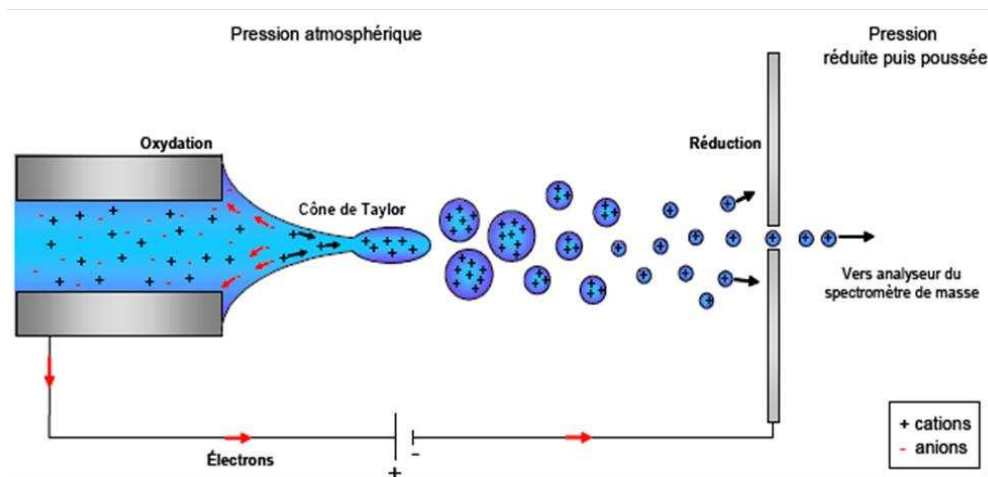 Pression atmosphérique
Pression
réduite puis poussée
Oxydation
Réduction
Cône de Taylor
Vers analyseur du
spectromètre de masse
Électrons
+
-
+ cations
- anions